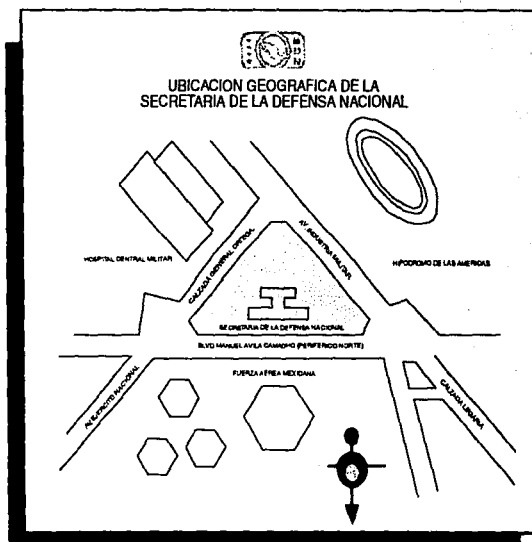 M
D
N
UBICACION GEOGRAFICA DE LA
SECRETARIA DE LA DEFENSA NACIONAL
HOSPITAL CENTRAL MILITAR
CALZADA GENERAL ORTEGA
AV. INDUSTRIA MILITAR
HIPODROMO DE LAS AMERICAS
SECRETARIA DE LA DEFENSA NACIONAL
BLVD MANUEL AVILA CAMACHO (PERIFERICO NORTE)
FUERZA AEREA MEXICANA
AV. EJERCITO NACIONAL
CALZADA LEGARIA